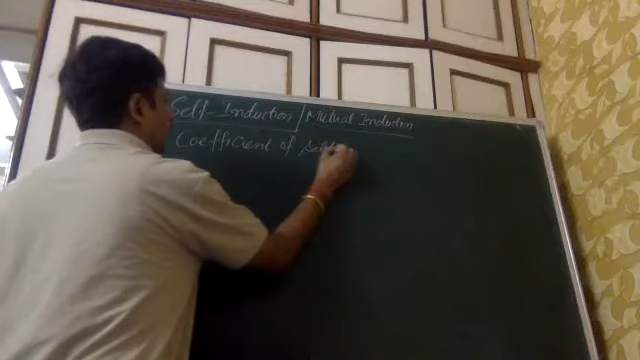 Self-Induction | Mutual Induction
Coefficient of self